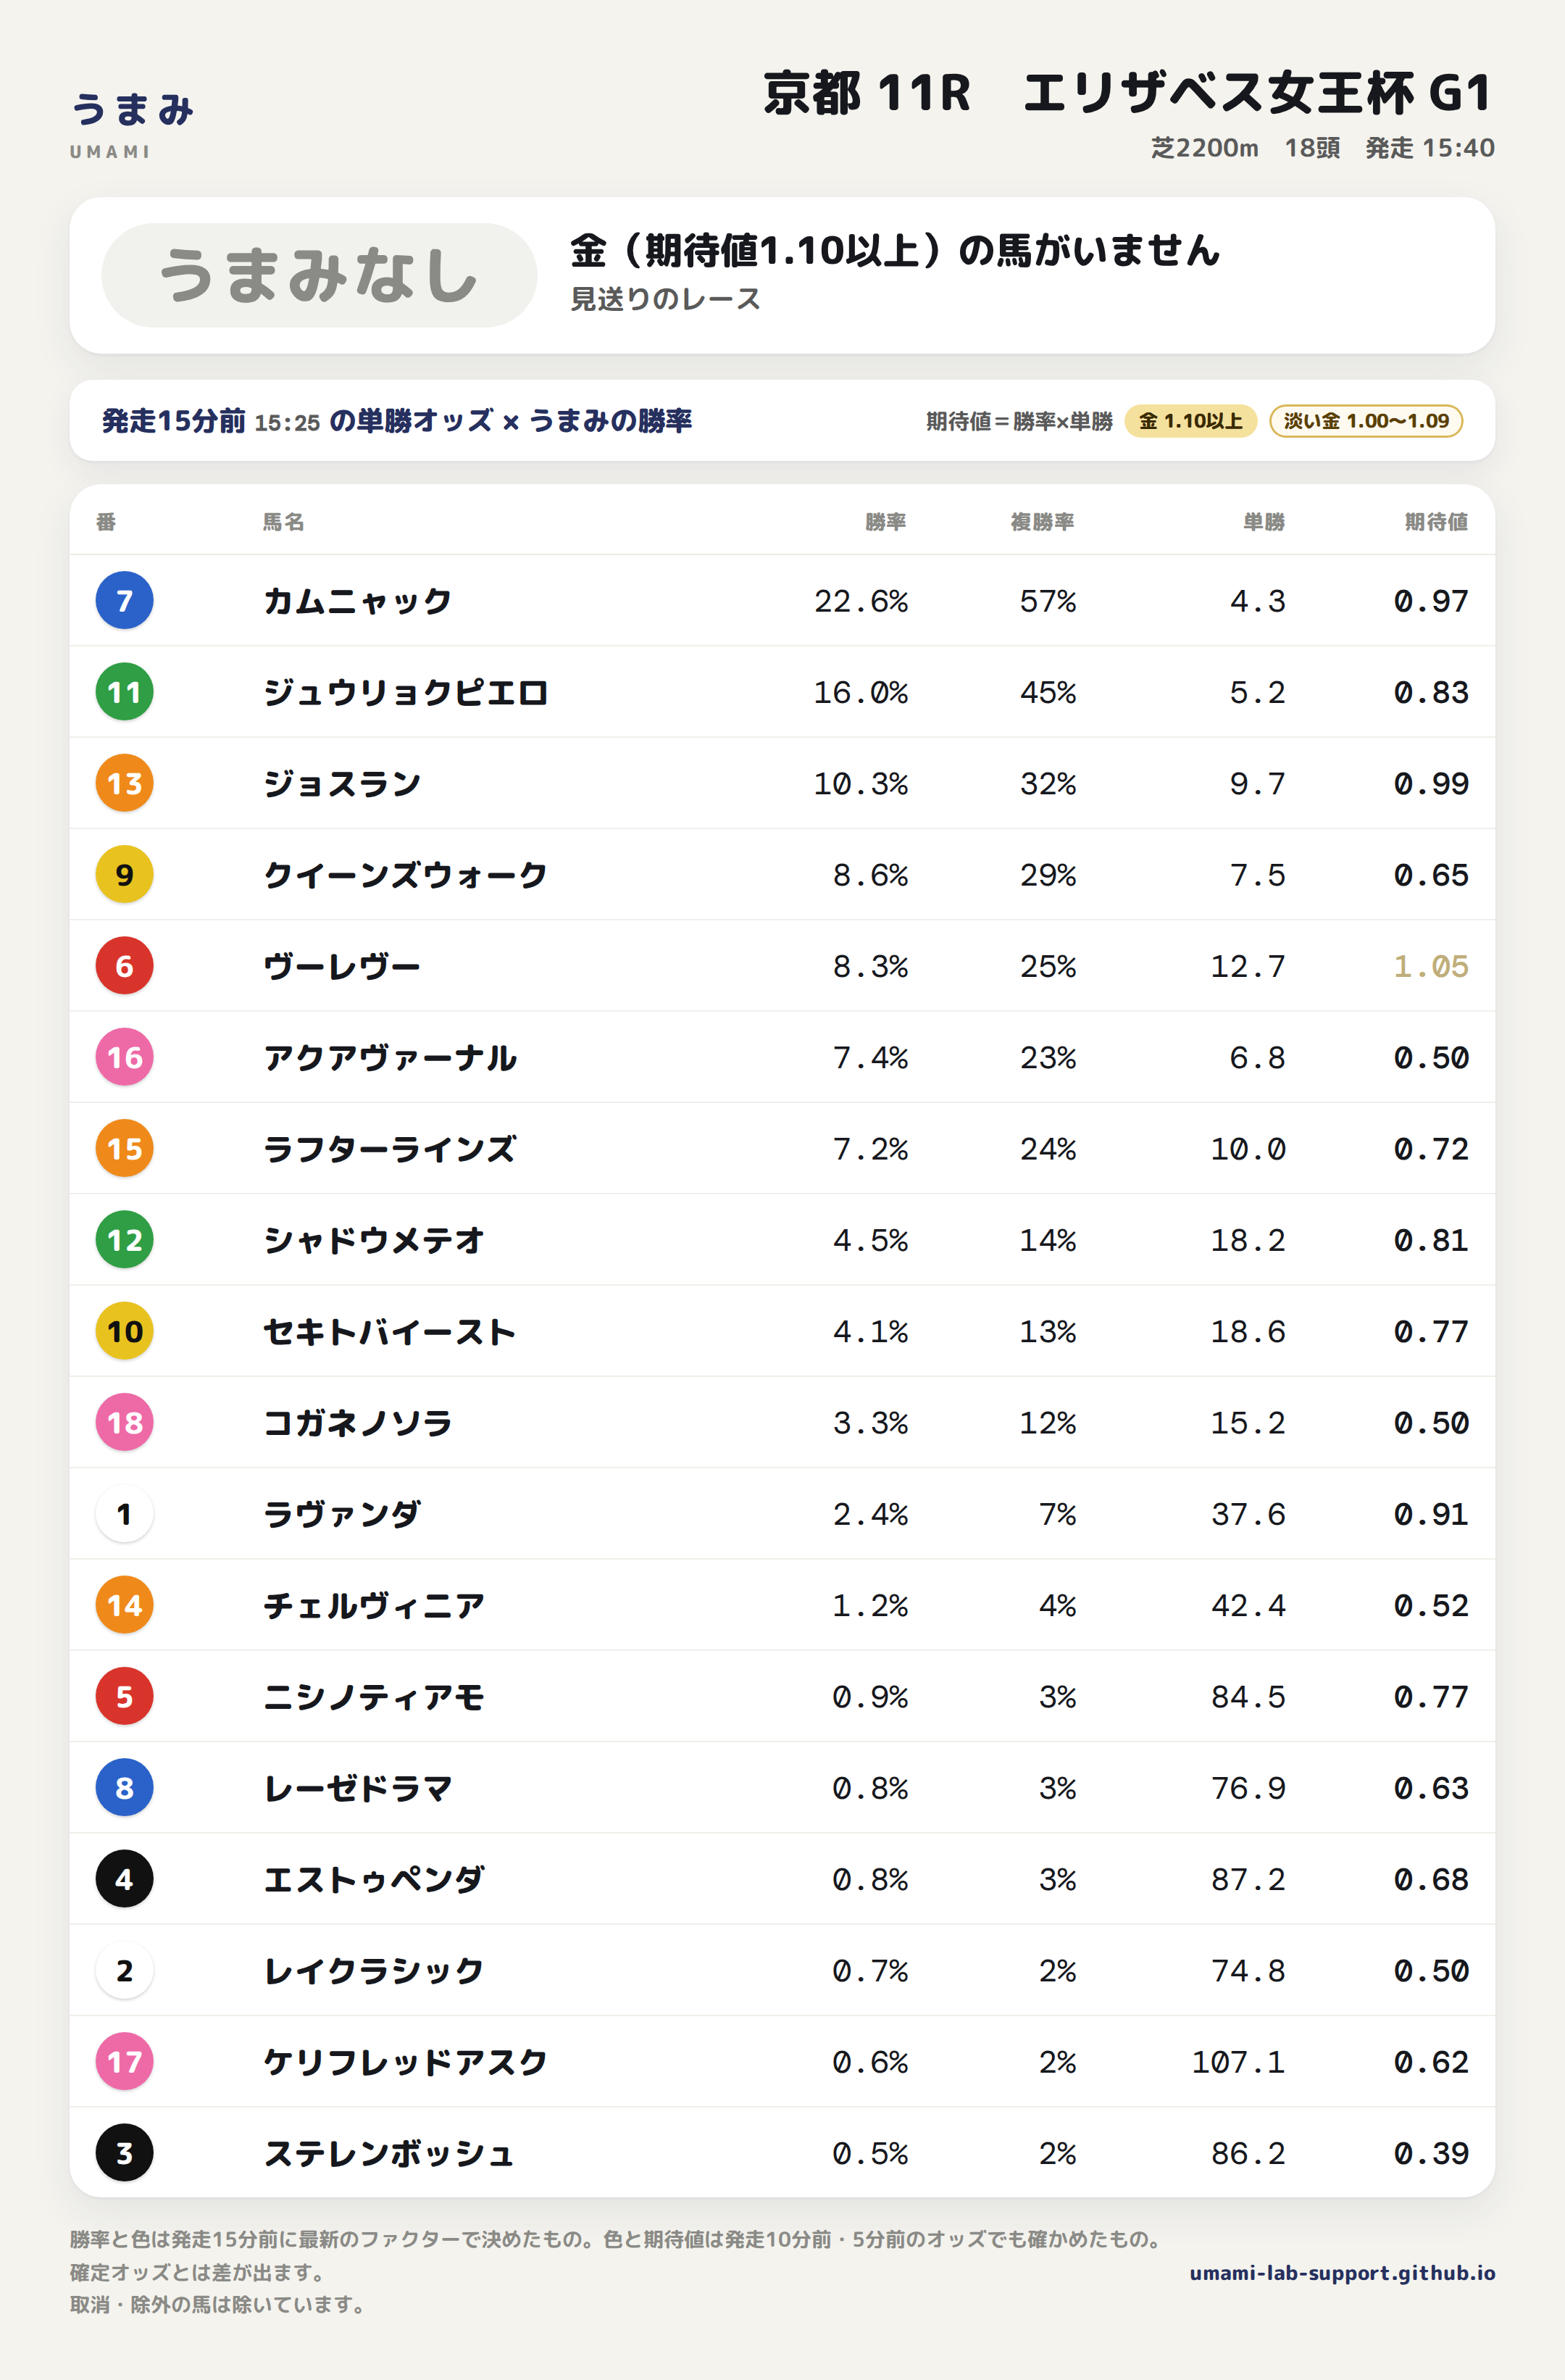 うまみ
UMAMI
京都 11R　エリザベス女王杯 G1
芝2200m　18頭　発走 15:40
うまみなし
金（期待値1.10以上）の馬がいません
見送りのレース
発走15分前 15:25 の単勝オッズ × うまみの勝率
期待値＝勝率×単勝 金 1.10以上 淡い金 1.00〜1.09
番 馬名 勝率 複勝率 単勝 期待値
7 カムニャック 22.6% 57% 4.3 0.97
11 ジュウリョクピエロ 16.0% 45% 5.2 0.83
13 ジョスラン 10.3% 32% 9.7 0.99
9 クイーンズウォーク 8.6% 29% 7.5 0.65
6 ヴーレヴー 8.3% 25% 12.7 1.05
16 アクアヴァーナル 7.4% 23% 6.8 0.50
15 ラフターラインズ 7.2% 24% 10.0 0.72
12 シャドウメテオ 4.5% 14% 18.2 0.81
10 セキトバイースト 4.1% 13% 18.6 0.77
18 コガネノソラ 3.3% 12% 15.2 0.50
1 ラヴァンダ 2.4% 7% 37.6 0.91
14 チェルヴィニア 1.2% 4% 42.4 0.52
5 ニシノティアモ 0.9% 3% 84.5 0.77
8 レーゼドラマ 0.8% 3% 76.9 0.63
4 エストゥペンダ 0.8% 3% 87.2 0.68
2 レイクラシック 0.7% 2% 74.8 0.50
17 ケリフレッドアスク 0.6% 2% 107.1 0.62
3 ステレンボッシュ 0.5% 2% 86.2 0.39
勝率と色は発走15分前に最新のファクターで決めたもの。色と期待値は発走10分前・5分前のオッズでも確かめたもの。
確定オッズとは差が出ます。
取消・除外の馬は除いています。
umami-lab-support.github.io